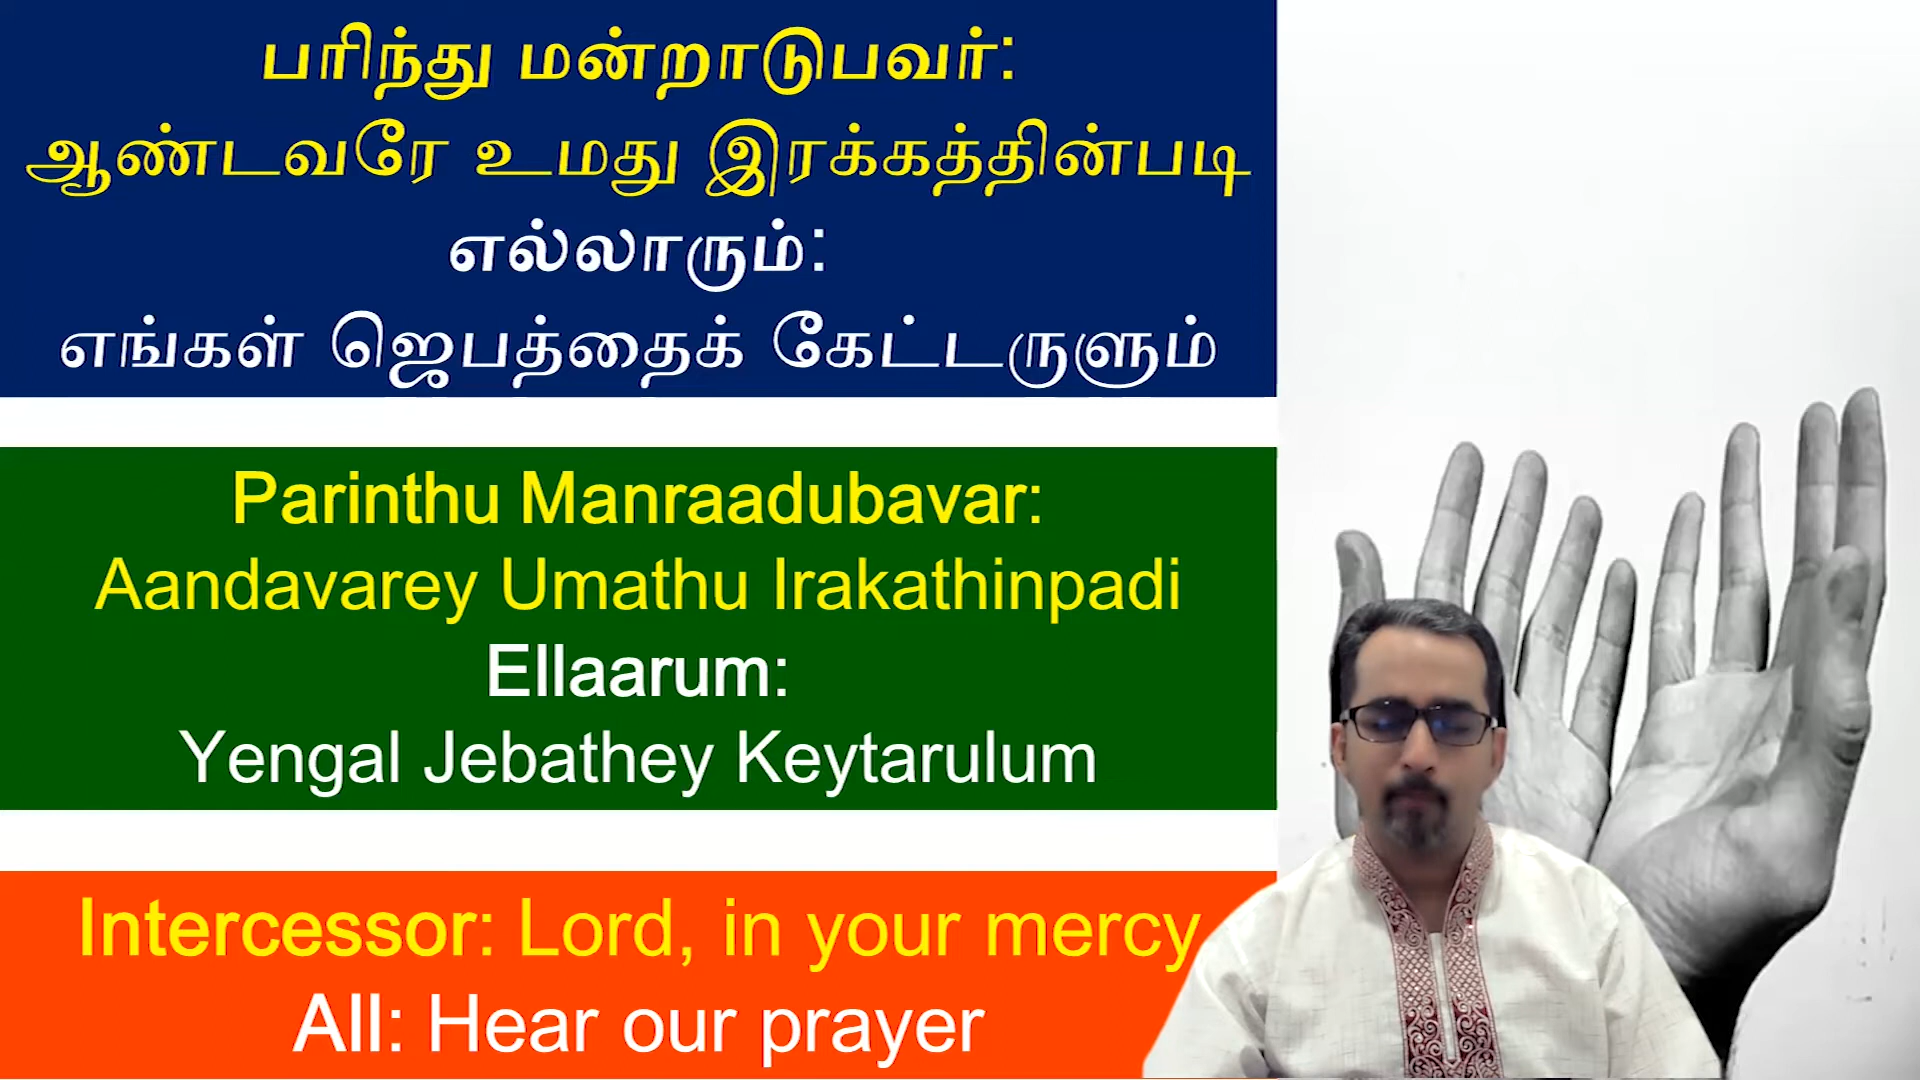 பரிந்து மன்றாடுபவர்:
ஆண்டவரே உமது இரக்கத்தின்படி
எல்லாரும்:
எங்கள் ஜெபத்தைக் கேட்டருளும்
Parinthu Manraadubavar:
Aandavarey Umathu Irakathinpadi
Ellaarum:
Yengal Jebathey Keytarulum
Intercessor: Lord, in your mercy
All: Hear our prayer